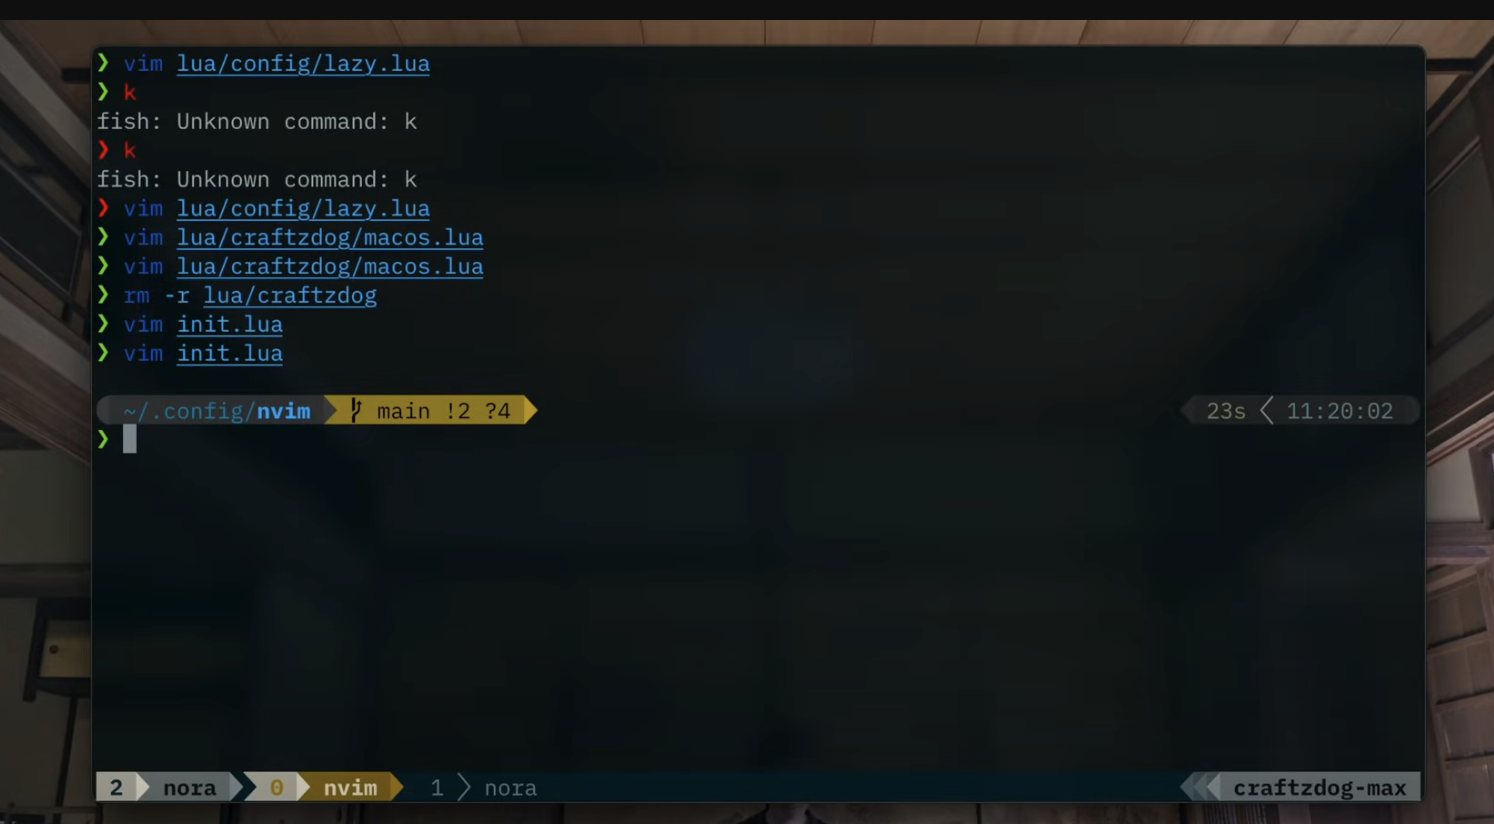 ❯ vim lua/config/lazy.lua
❯ k
fish: Unknown command: k
❯ k
fish: Unknown command: k
❯ vim lua/config/lazy.lua
❯ vim lua/craftzdog/macos.lua
❯ vim lua/craftzdog/macos.lua
❯ rm -r lua/craftzdog
❯ vim init.lua
❯ vim init.lua
~/.config/nvim main !2 ?4 23s 11:20:02
❯
2 nora 0 nvim 1 nora craftzdog-max